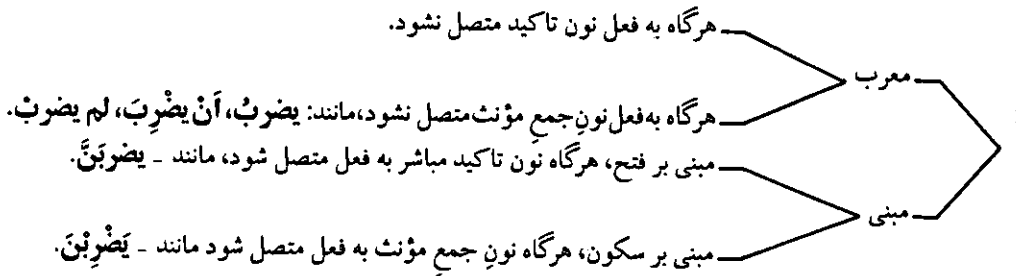 هرگاه به فعل نون تاکید متصل نشود.
معرب
هرگاه به‌فعل‌نونِ‌جمعِ مؤنث‌متصل نشود،مانند: یضربُ، اَنْ یضْرِبَ، لم یضربْ.
مبنی بر فتح، هرگاه نون تاکید مباشر به فعل متصل شود، مانند - یضربَنَّ.
مبنی
مبنی بر سکون، هرگاه نونِ جمعِ مؤنث به فعل متصل شود مانند - یَضْرِبْنَ.